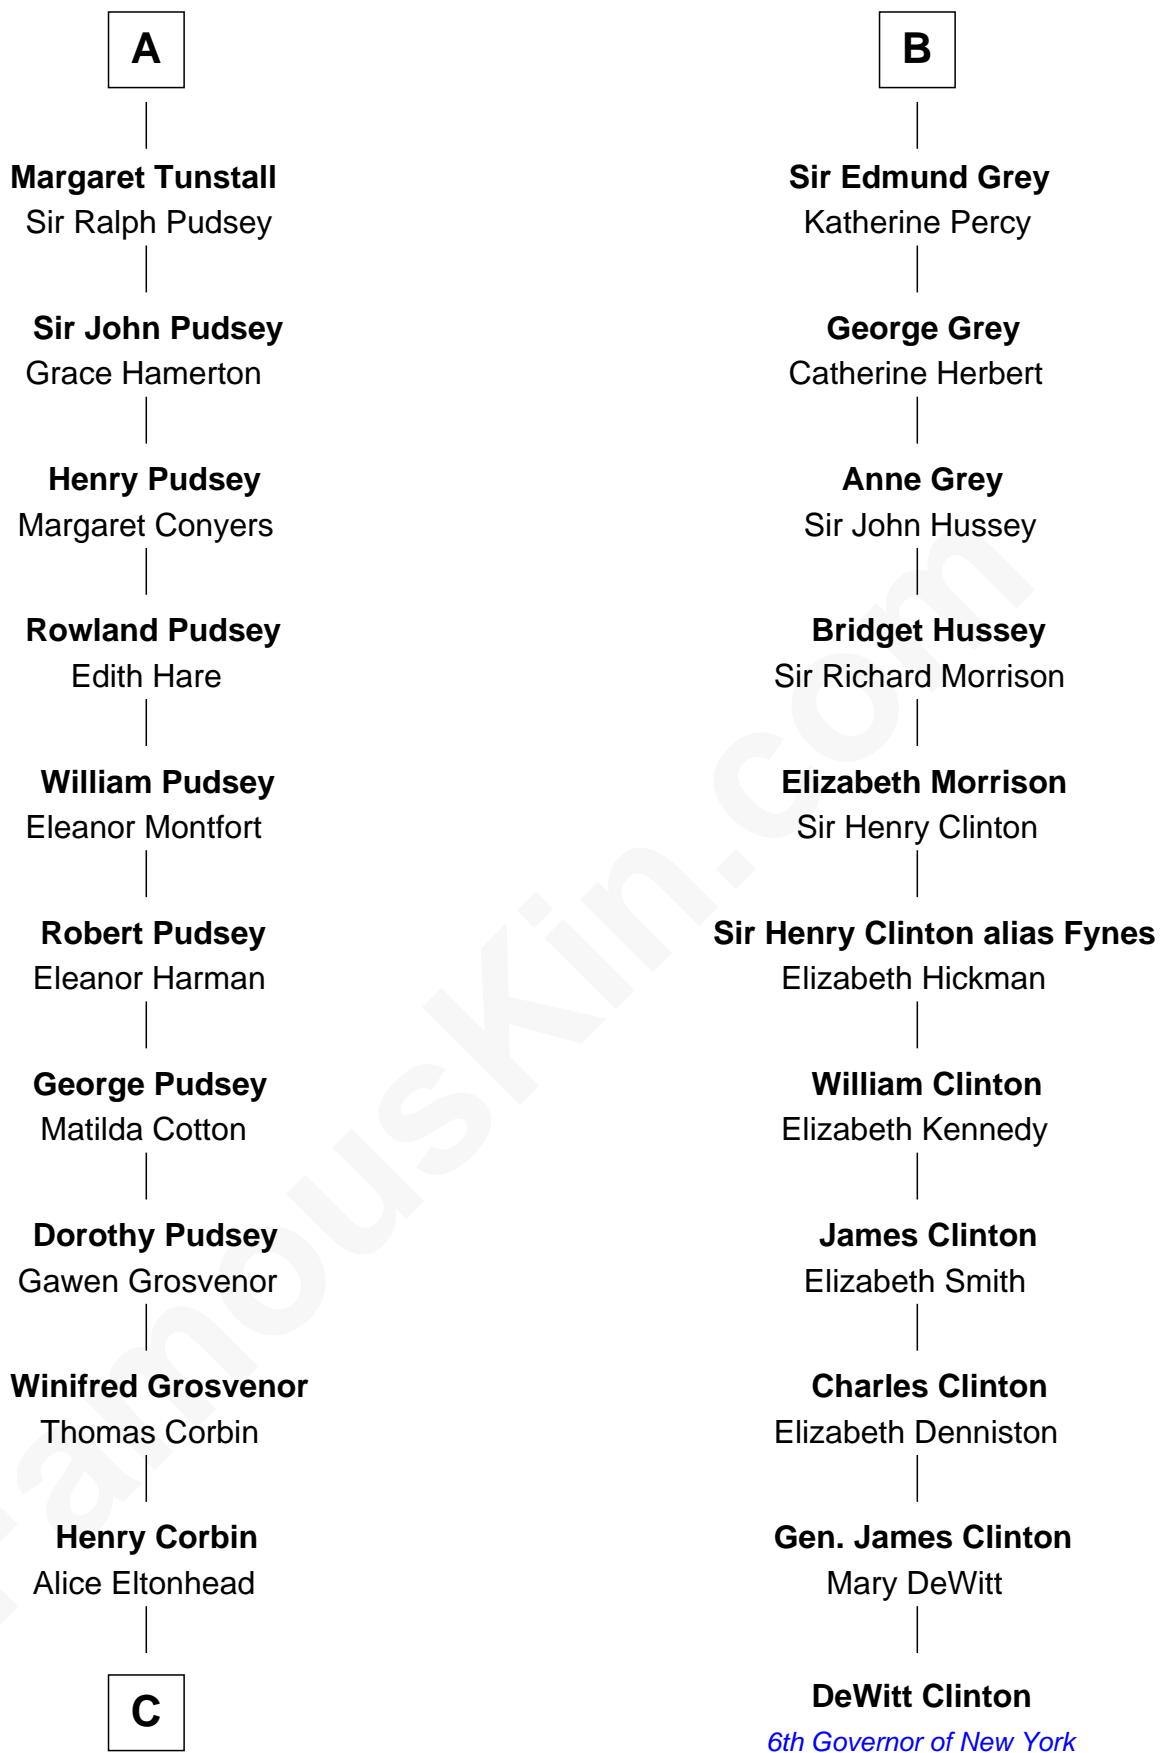 A
Margaret Tunstall
Sir Ralph Pudsey
Sir John Pudsey
Grace Hamerton
Henry Pudsey
Margaret Conyers
Rowland Pudsey
Edith Hare
William Pudsey
Eleanor Montfort
Robert Pudsey
Eleanor Harman
George Pudsey
Matilda Cotton
Dorothy Pudsey
Gawen Grosvenor
Winifred Grosvenor
Thomas Corbin
Henry Corbin
Alice Eltonhead
C
B
Sir Edmund Grey
Katherine Percy
George Grey
Catherine Herbert
Anne Grey
Sir John Hussey
Bridget Hussey
Sir Richard Morrison
Elizabeth Morrison
Sir Henry Clinton
Sir Henry Clinton alias Fynes
Elizabeth Hickman
William Clinton
Elizabeth Kennedy
James Clinton
Elizabeth Smith
Charles Clinton
Elizabeth Denniston
Gen. James Clinton
Mary DeWitt
DeWitt Clinton
6th Governor of New York
FamousKin.com